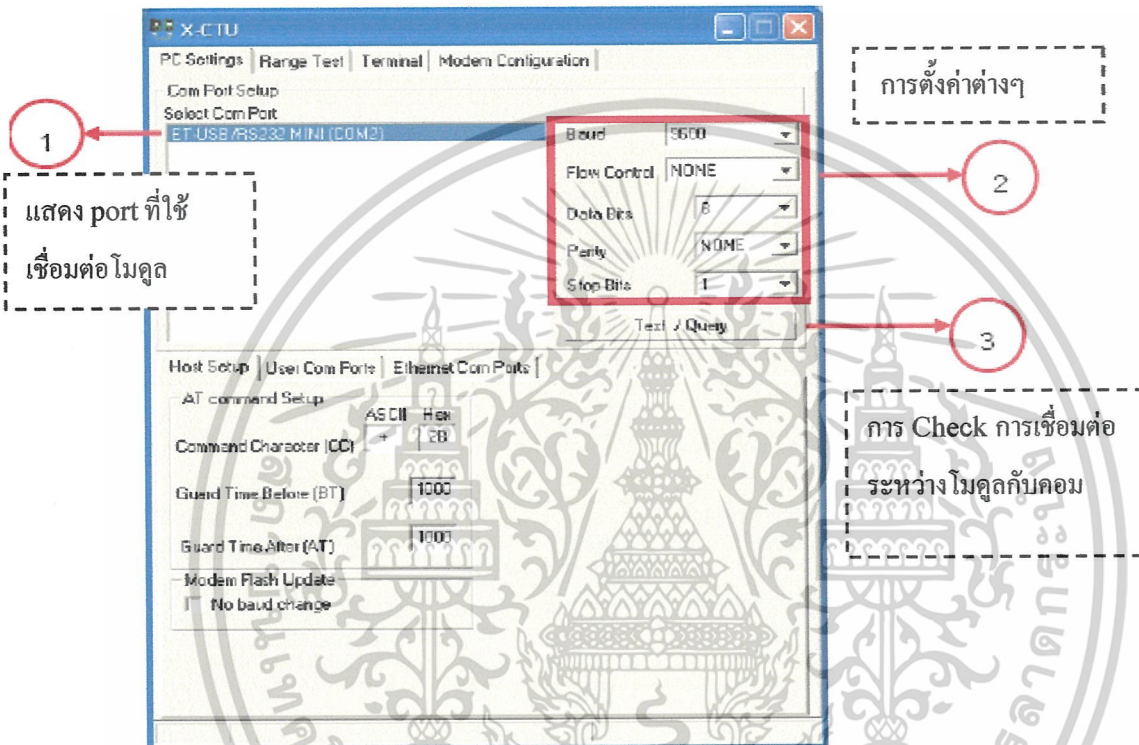 X-CTU
PC Settings Range Test Terminal Modem Configuration
Com Port Setup
Select Com Port
ET-USB/RS232 MINI (COM2)
Baud 9600
Flow Control NONE
Data Bits 8
Parity NONE
Stop Bits 1
Test / Query
Host Setup User Com Ports Ethernet Com Ports
AT command Setup
ASCII Hex
Command Character (CC) + 2B
Guard Time Before (BT) 1000
Guard Time After (AT) 1000
Modem Flash Update
No baud change
1
แสดง port ที่ใช้
เชื่อมต่อโมดูล
การตั้งค่าต่างๆ
2
3
การ Check การเชื่อมต่อ
ระหว่างโมดูลกับคอม